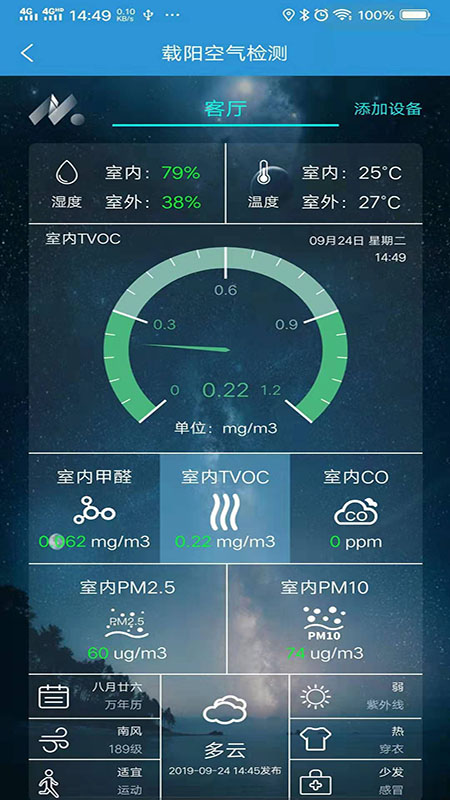 4G 4GHD 14:49 0.10 KB/S ··· 100%
载阳空气检测
客厅 添加设备
室内: 79% 室内: 25°C
湿度 室外: 38% 温度 室外: 27°C
室内TVOC 09月24日 星期二
14:49
0.6
0.3 0.9
0 0.22 1.2
单位: mg/m3
室内甲醛 室内TVOC 室内CO
CO
0.062 mg/m3 0.22 mg/m3 0 ppm
室内PM2.5 室内PM10
PM2.5 PM10
60 ug/m3 74 ug/m3
八月廿六 弱
万年历 紫外线
南风 热
189级 多云 穿衣
适宜 2019-09-24 14:45发布 少发
运动 感冒